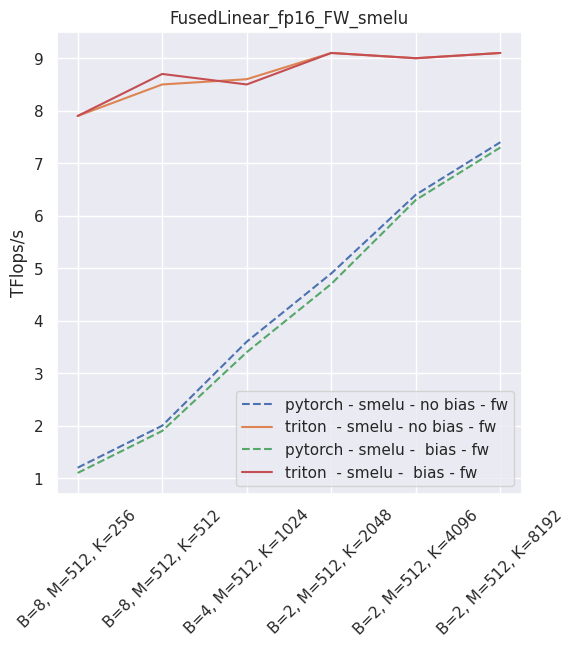 FusedLinear_fp16_FW_smelu
TFlops/s
9
8
7
6
5
4
3
2
1
pytorch - smelu - no bias - fw
triton  - smelu - no bias - fw
pytorch - smelu -  bias - fw
triton  - smelu -  bias - fw
B=8, M=512, K=256
B=8, M=512, K=512
B=4, M=512, K=1024
B=2, M=512, K=2048
B=2, M=512, K=4096
B=2, M=512, K=8192